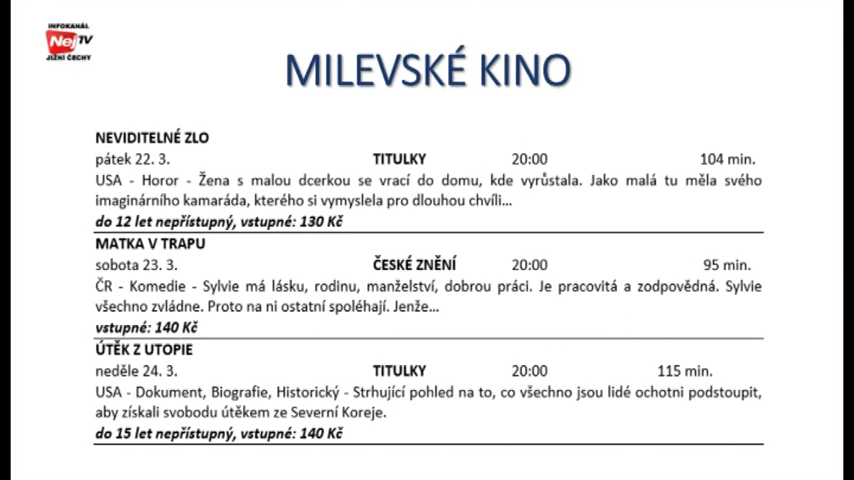 INFOKANÁL
Nej TV
JIŽNÍ ČECHY
MILEVSKÉ KINO
NEVIDITELNÉ ZLO
pátek 22. 3. TITULKY 20:00 104 min.
USA - Horor - Žena s malou dcerkou se vrací do domu, kde vyrůstala. Jako malá tu měla svého
imaginárního kamaráda, kterého si vymyslela pro dlouhou chvíli...
do 12 let nepřístupný, vstupné: 130 Kč
MATKA V TRAPU
sobota 23. 3. ČESKÉ ZNĚNÍ 20:00 95 min.
ČR - Komedie - Sylvie má lásku, rodinu, manželství, dobrou práci. Je pracovitá a zodpovědná. Sylvie
všechno zvládne. Proto na ni ostatní spoléhají. Jenže...
vstupné: 140 Kč
ÚTĚK Z UTOPIE
neděle 24. 3. TITULKY 20:00 115 min.
USA - Dokument, Biografie, Historický - Strhující pohled na to, co všechno jsou lidé ochotni podstoupit,
aby získali svobodu útěkem ze Severní Koreje.
do 15 let nepřístupný, vstupné: 140 Kč